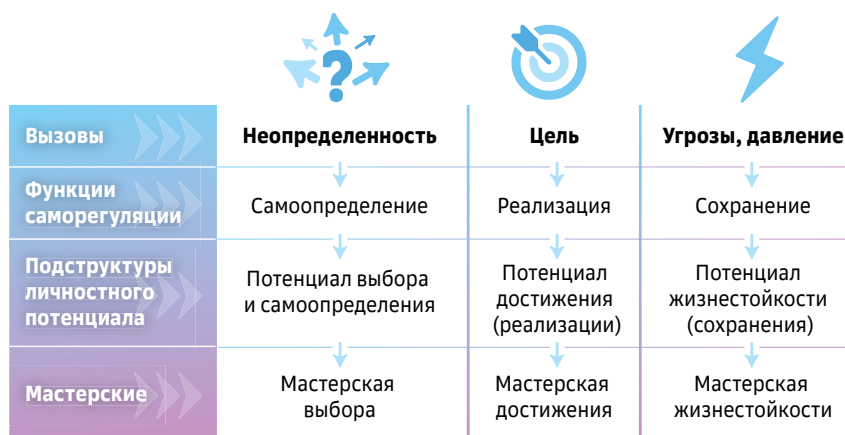 ?
Вызовы
Неопределенность
Цель
Угрозы, давление
Функции
саморегуляции
Самоопределение
Реализация
Сохранение
Подструктуры
личностного
потенциала
Потенциал выбора
и самоопределения
Потенциал
достижения
(реализации)
Потенциал
жизнестойкости
(сохранения)
Мастерские
Мастерская
выбора
Мастерская
достижения
Мастерская
жизнестойкости